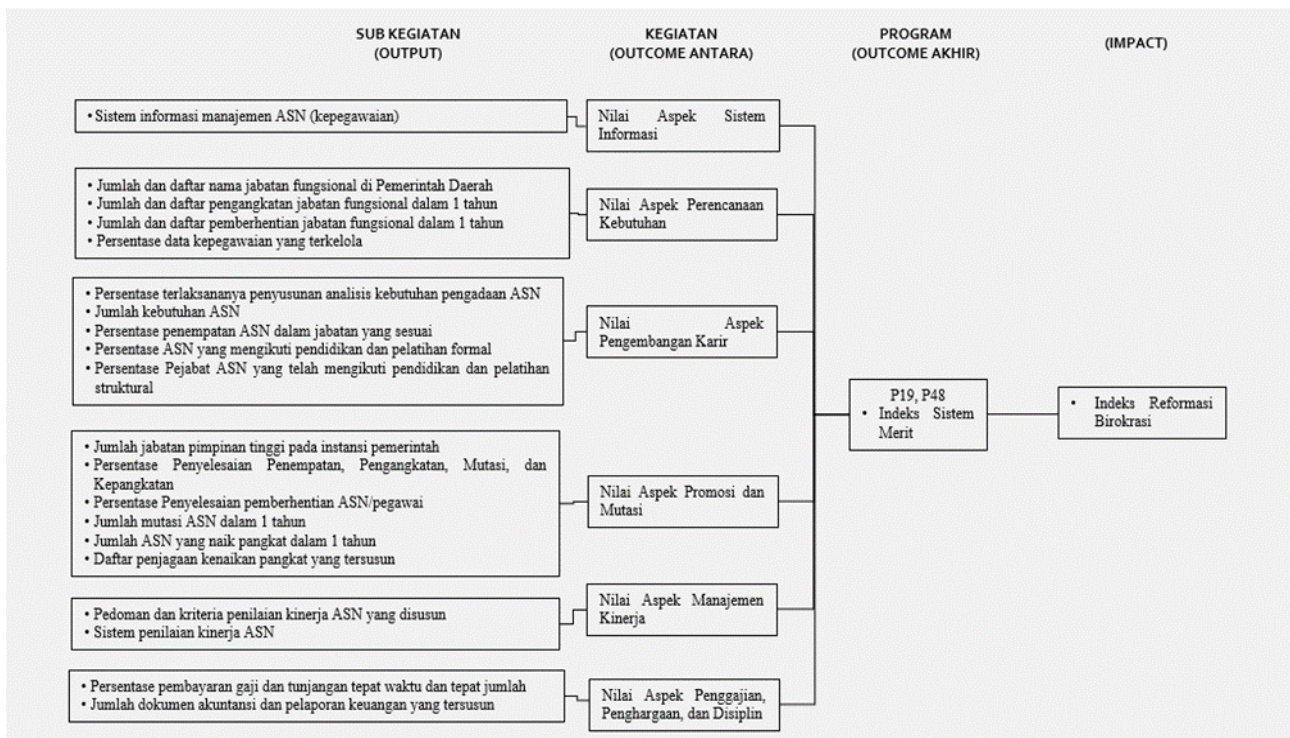 SUB KEGIATAN
(OUTPUT)
KEGIATAN
(OUTCOME ANTARA)
PROGRAM
(OUTCOME AKHIR)
(IMPACT)
• Sistem informasi manajemen ASN (kepegawaian)
Nilai Aspek Sistem
Informasi
• Jumlah dan daftar nama jabatan fungsional di Pemerintah Daerah
• Jumlah dan daftar pengangkatan jabatan fungsional dalam 1 tahun
• Jumlah dan daftar pemberhentian jabatan fungsional dalam 1 tahun
• Persentase data kepegawaian yang terkelola
Nilai Aspek Perencanaan
Kebutuhan
• Persentase terlaksananya penyusunan analisis kebutuhan pengadaan ASN
• Jumlah kebutuhan ASN
• Persentase penempatan ASN dalam jabatan yang sesuai
• Persentase ASN yang mengikuti pendidikan dan pelatihan formal
• Persentase Pejabat ASN yang telah mengikuti pendidikan dan pelatihan
struktural
Nilai Aspek
Pengembangan Karir
P19, P48
• Indeks Sistem
Merit
• Indeks Reformasi
Birokrasi
• Jumlah jabatan pimpinan tinggi pada instansi pemerintah
• Persentase Penyelesaian Penempatan, Pengangkatan, Mutasi, dan
Kepangkatan
• Persentase Penyelesaian pemberhentian ASN/pegawai
• Jumlah mutasi ASN dalam 1 tahun
• Jumlah ASN yang naik pangkat dalam 1 tahun
• Daftar penjagaan kenaikan pangkat yang tersusun
Nilai Aspek Promosi dan
Mutasi
• Pedoman dan kriteria penilaian kinerja ASN yang disusun
• Sistem penilaian kinerja ASN
Nilai Aspek Manajemen
Kinerja
• Persentase pembayaran gaji dan tunjangan tepat waktu dan tepat jumlah
• Jumlah dokumen akuntansi dan pelaporan keuangan yang tersusun
Nilai Aspek Penggajian,
Penghargaan, dan Disiplin